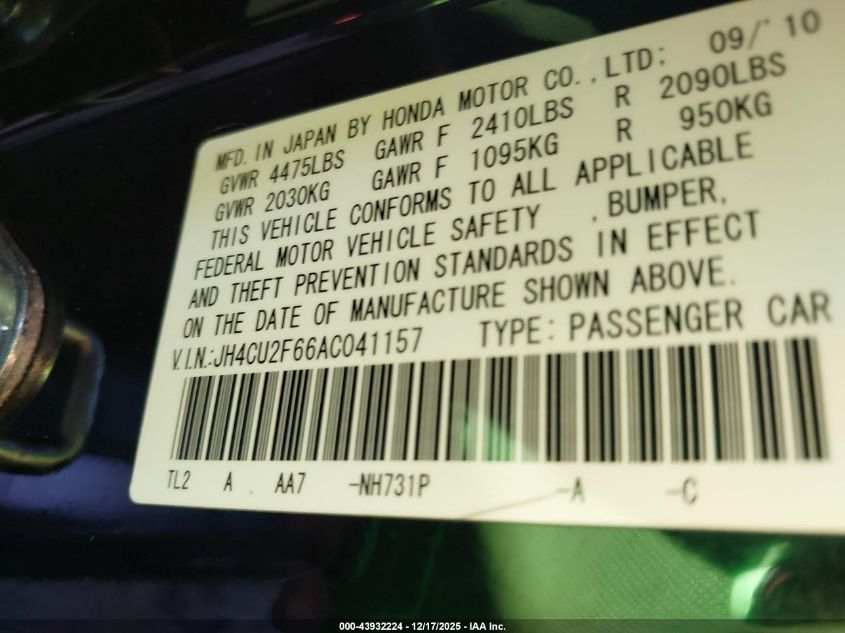 MFD. IN JAPAN BY HONDA MOTOR CO., LTD: 09/'10
GVWR 4475LBS GAWR F 2410LBS R 2090LBS
GVWR 2030KG GAWR F 1095KG R 950KG
THIS VEHICLE CONFORMS TO ALL APPLICABLE
FEDERAL MOTOR VEHICLE SAFETY , BUMPER,
AND THEFT PREVENTION STANDARDS IN EFFECT
ON THE DATE OF MANUFACTURE SHOWN ABOVE.
V.I.N.:JH4CU2F66AC041157 TYPE: PASSENGER CAR
TL2 A AA7 -NH731P -A -C
000-43932224 - 12/17/2025 - IAA Inc.